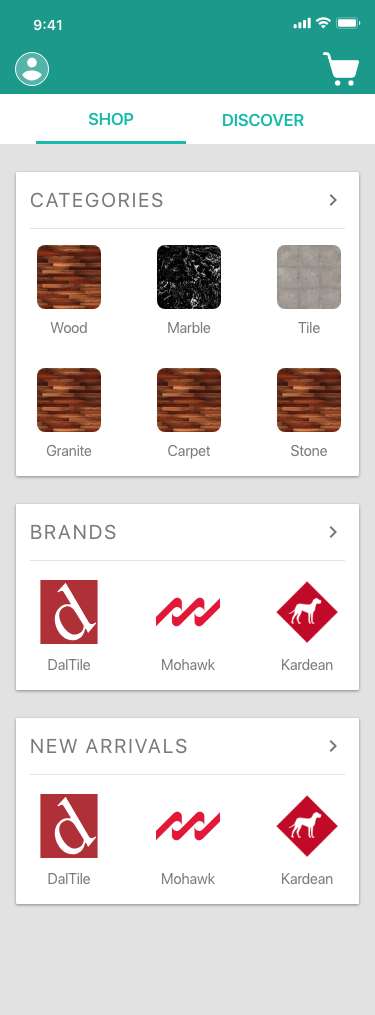 9:41
SHOP DISCOVER
CATEGORIES
Wood Marble Tile
Granite Carpet Stone
BRANDS
d
DalTile Mohawk Kardean
NEW ARRIVALS
d
DalTile Mohawk Kardean